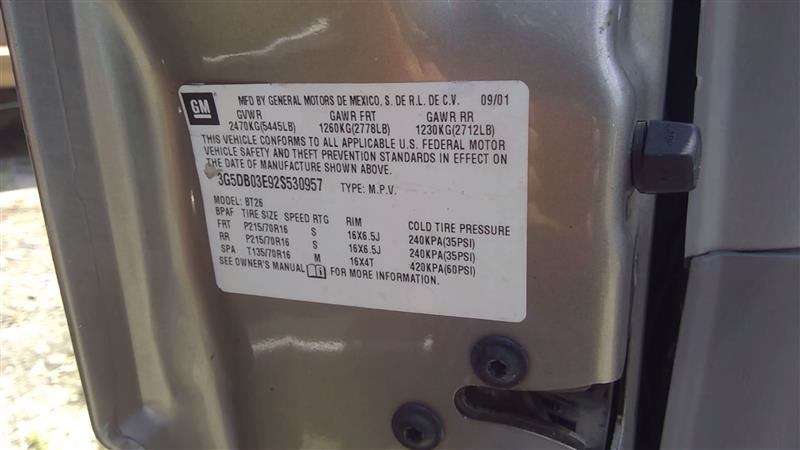 GM
MFD BY GENERAL MOTORS DE MEXICO, S. DE R.L. DE C.V. 09/01
GVWR GAWR FRT GAWR RR
2470KG(5445LB) 1260KG(2778LB) 1230KG(2712LB)
THIS VEHICLE CONFORMS TO ALL APPLICABLE U.S. FEDERAL MOTOR
VEHICLE SAFETY AND THEFT PREVENTION STANDARDS IN EFFECT ON
THE DATE OF MANUFACTURE SHOWN ABOVE.
3G5DB03E92S530957 TYPE: M.P.V.
MODEL: BT26
BPAF TIRE SIZE SPEED RTG RIM COLD TIRE PRESSURE
FRT P215/70R16 S 16X6.5J 240KPA(35PSI)
RR P215/70R16 S 16X6.5J 240KPA(35PSI)
SPA T135/70R16 M 16X4T 420KPA(60PSI)
SEE OWNER'S MANUAL FOR MORE INFORMATION.